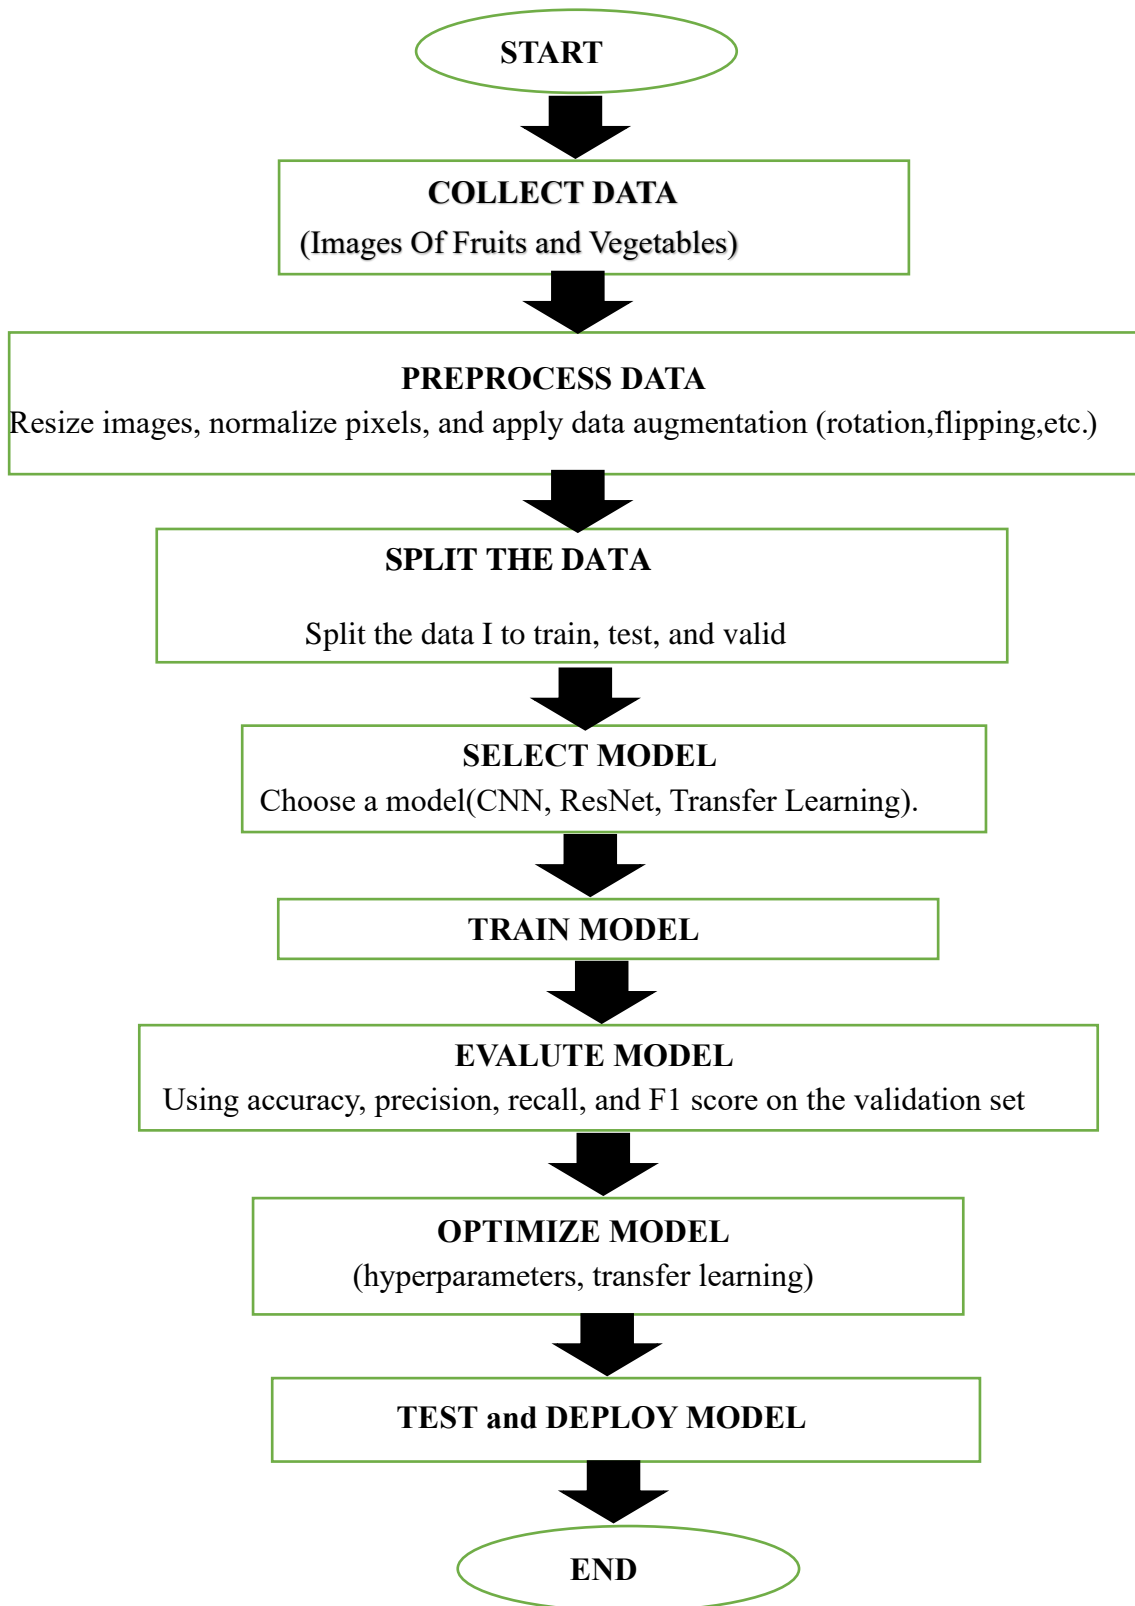 START
COLLECT DATA
(Images Of Fruits and Vegetables)
PREPROCESS DATA
Resize images, normalize pixels, and apply data augmentation (rotation,flipping,etc.)
SPLIT THE DATA
Split the data I to train, test, and valid
SELECT MODEL
Choose a model(CNN, ResNet, Transfer Learning).
TRAIN MODEL
EVALUTE MODEL
Using accuracy, precision, recall, and F1 score on the validation set
OPTIMIZE MODEL
(hyperparameters, transfer learning)
TEST and DEPLOY MODEL
END